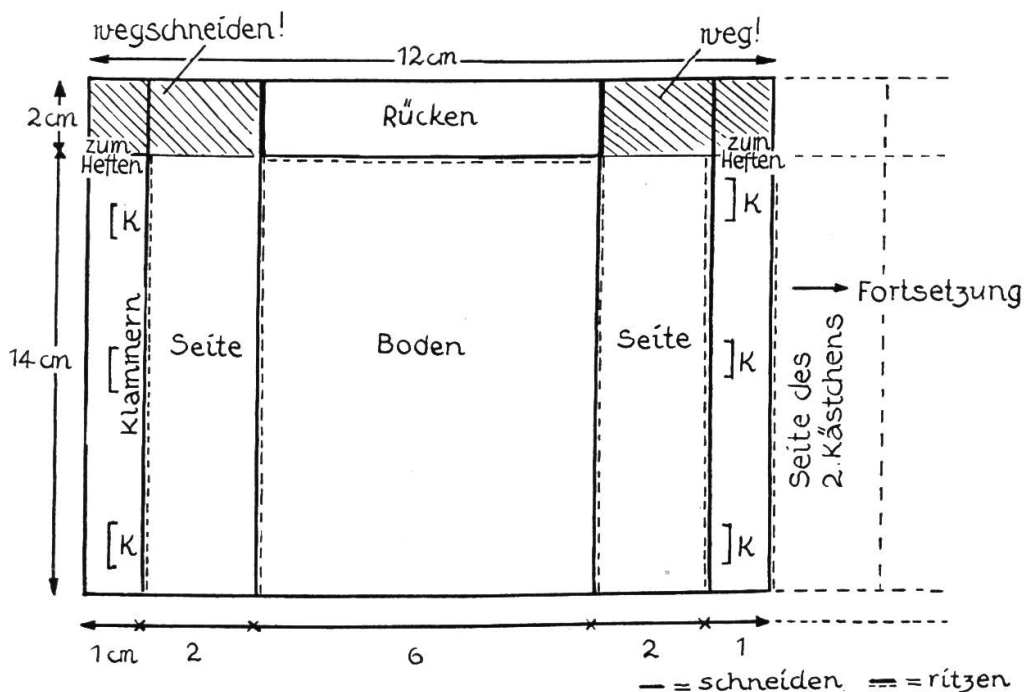 wegschneiden!
weg!
12 cm
2 cm
Rücken
zum
Heften
zum
Heften
[K
]K
Fortsetzung
14 cm
Klammern
Seite
Boden
Seite
]K
Seite des
2. Kästchens
[K
]K
1 cm
2
6
2
1
— = schneiden
= ritzen